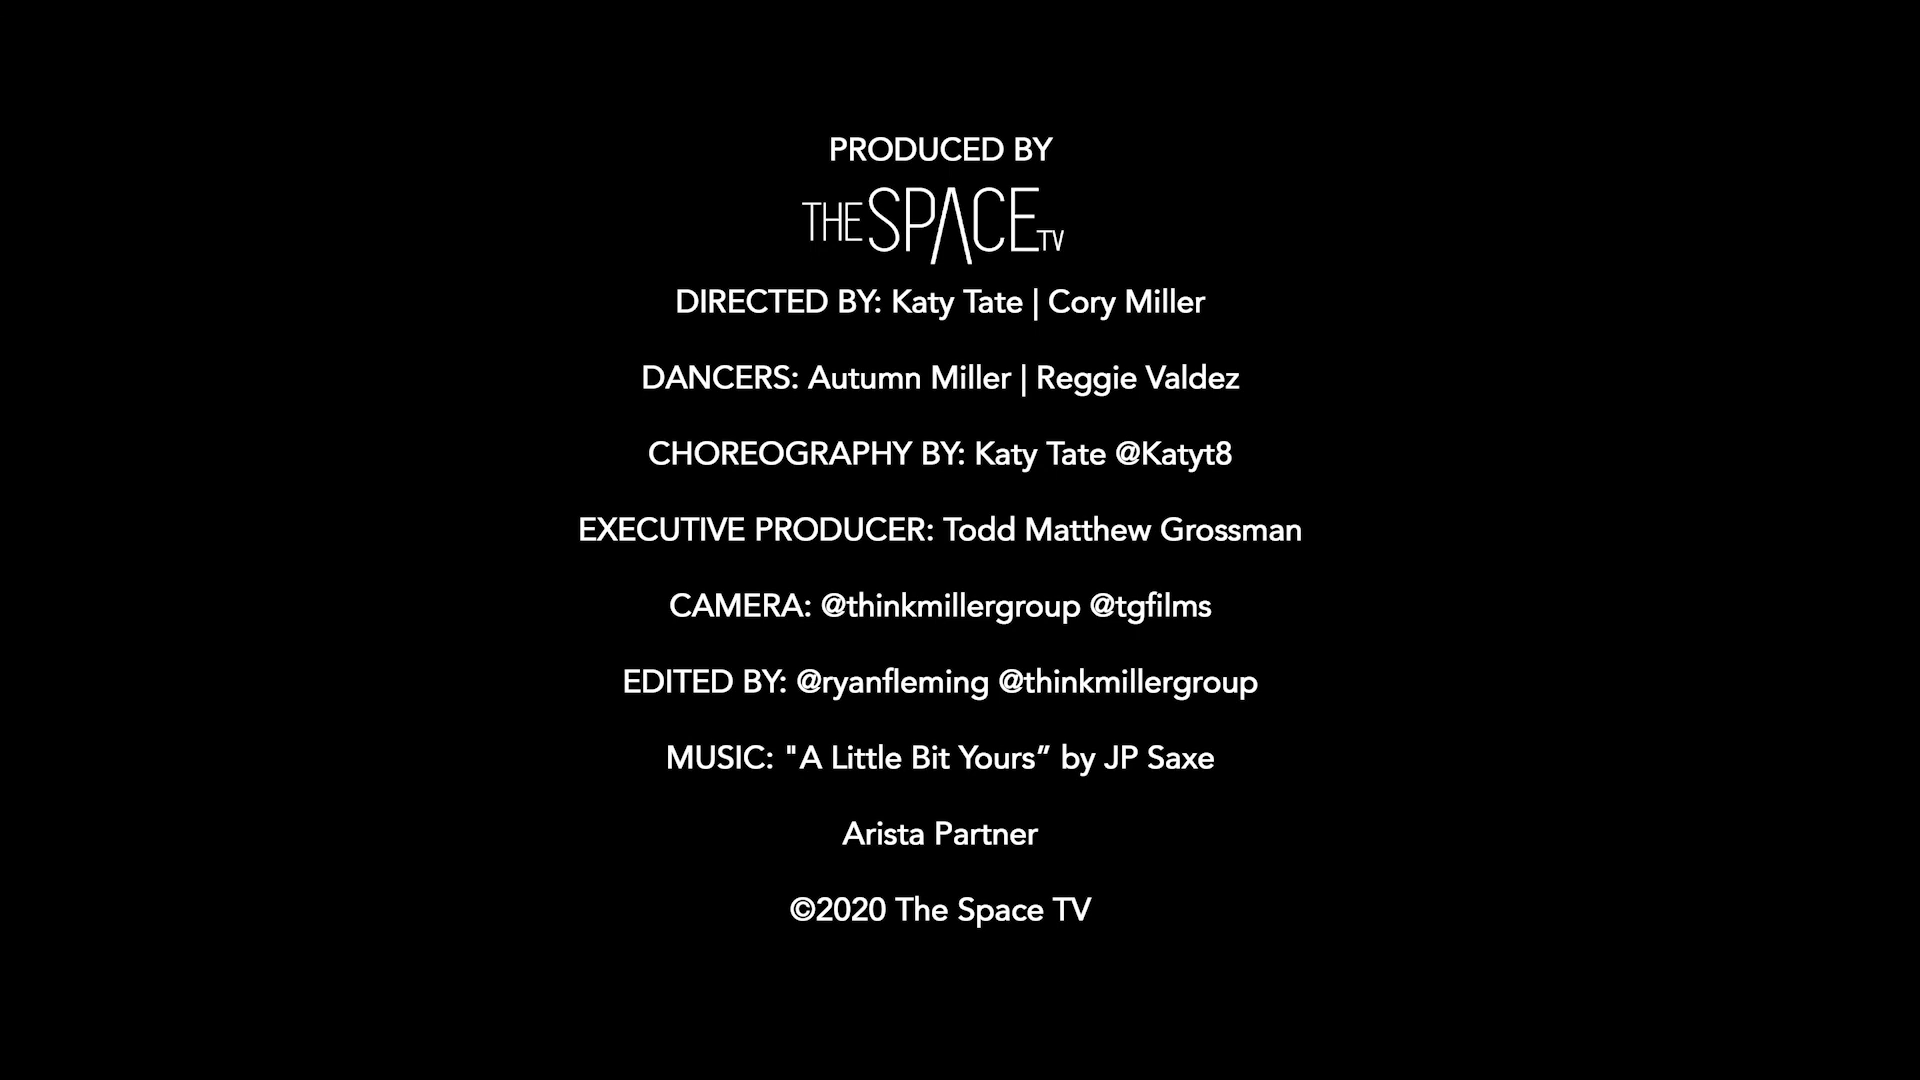 PRODUCED BY
THE SPACE TV
DIRECTED BY: Katy Tate | Cory Miller
DANCERS: Autumn Miller | Reggie Valdez
CHOREOGRAPHY BY: Katy Tate @Katyt8
EXECUTIVE PRODUCER: Todd Matthew Grossman
CAMERA: @thinkmillergroup @tgfilms
EDITED BY: @ryanfleming @thinkmillergroup
MUSIC: "A Little Bit Yours” by JP Saxe
Arista Partner
©2020 The Space TV